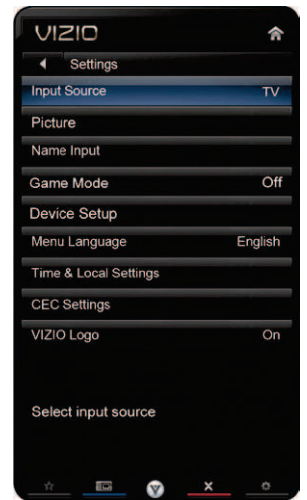 VIZIO
Settings
Input Source TV
Picture
Name Input
Game Mode Off
Device Setup
Menu Language English
Time & Local Settings
CEC Settings
VIZIO Logo On
Select input source